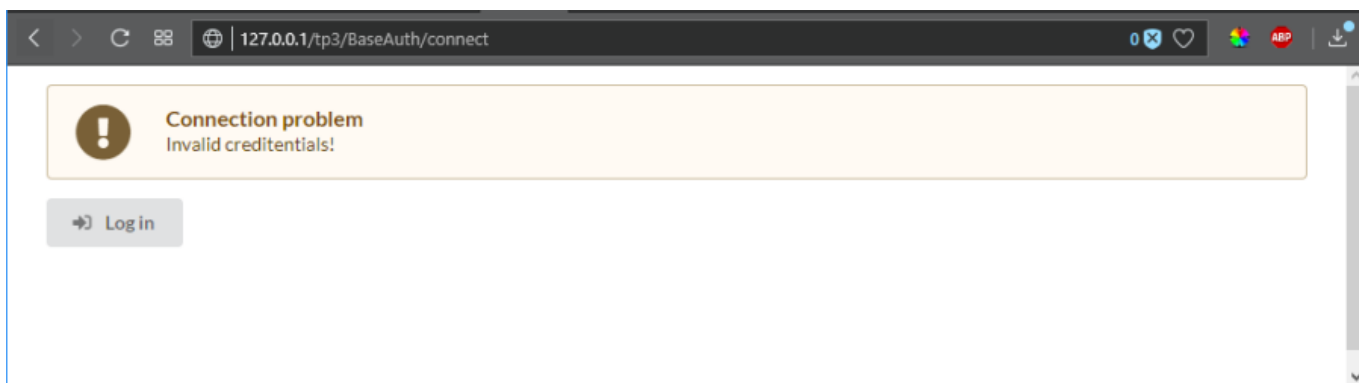 127.0.0.1/tp3/BaseAuth/connect
0
ABP
Connection problem
Invalid creditentials!
Log in